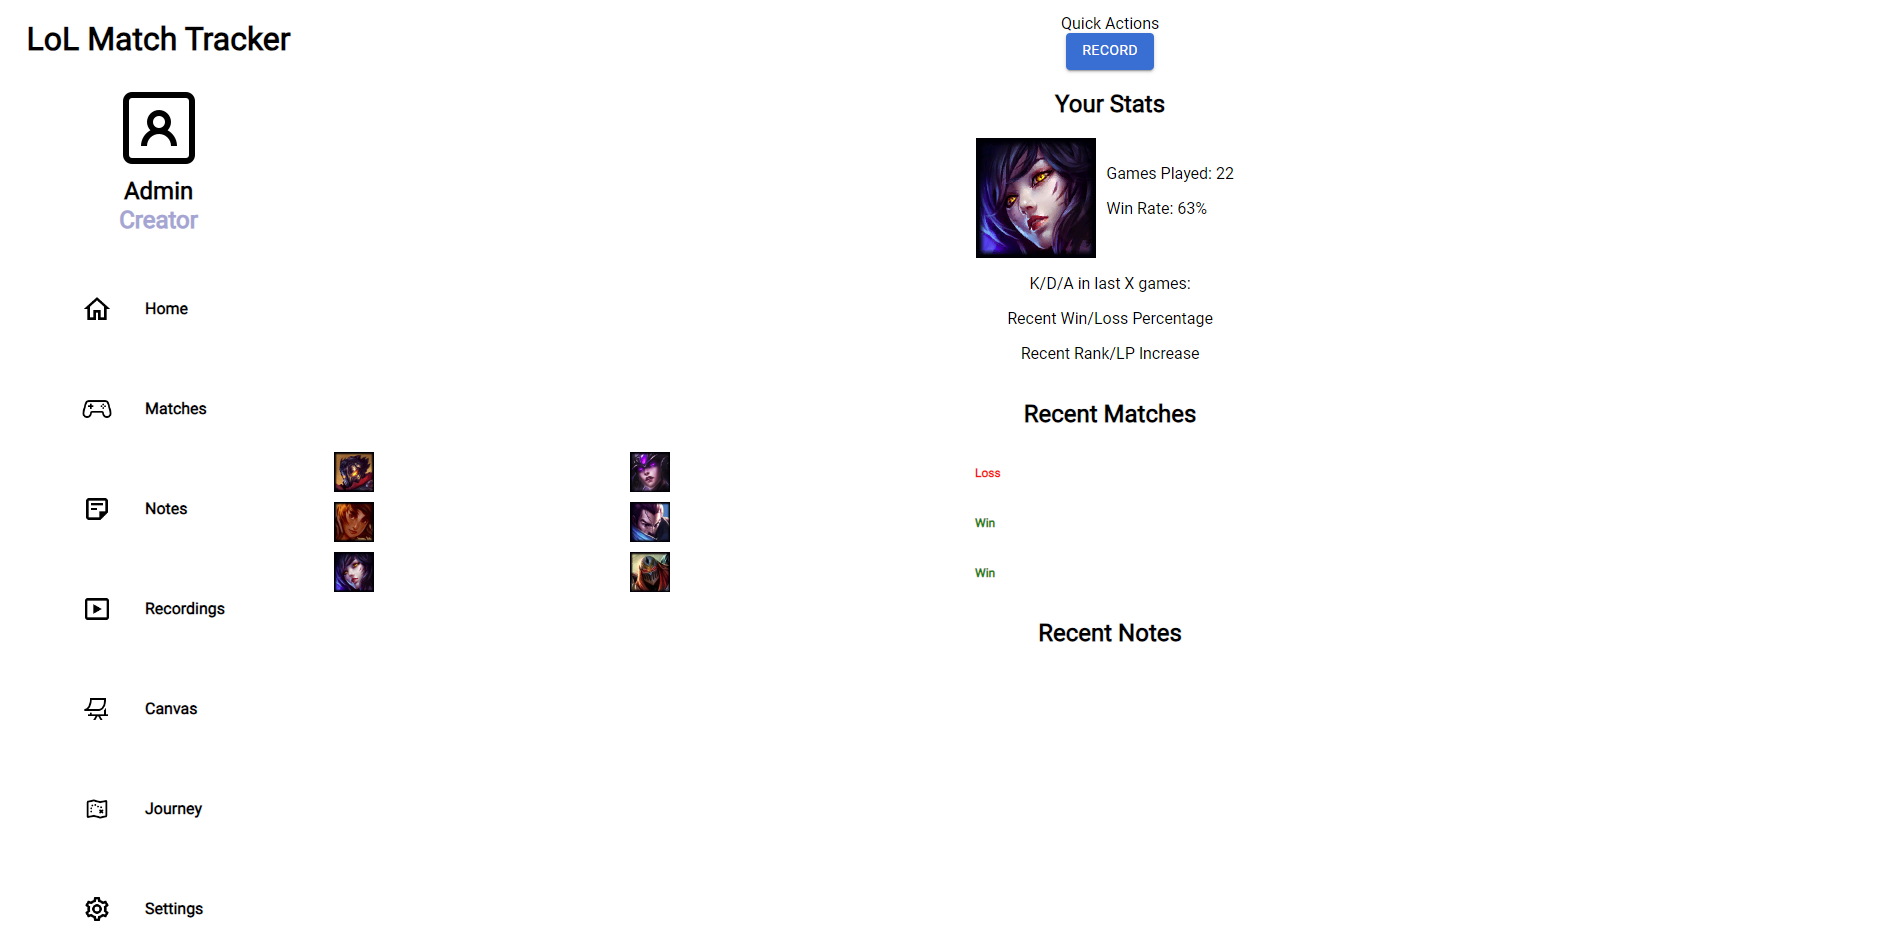 LoL Match Tracker
Admin
Creator
Home
Matches
Notes
Recordings
Canvas
Journey
Settings
Quick Actions
RECORD
Your Stats
Games Played: 22
Win Rate: 63%
K/D/A in last X games:
Recent Win/Loss Percentage
Recent Rank/LP Increase
Recent Matches
Loss
Win
Win
Recent Notes